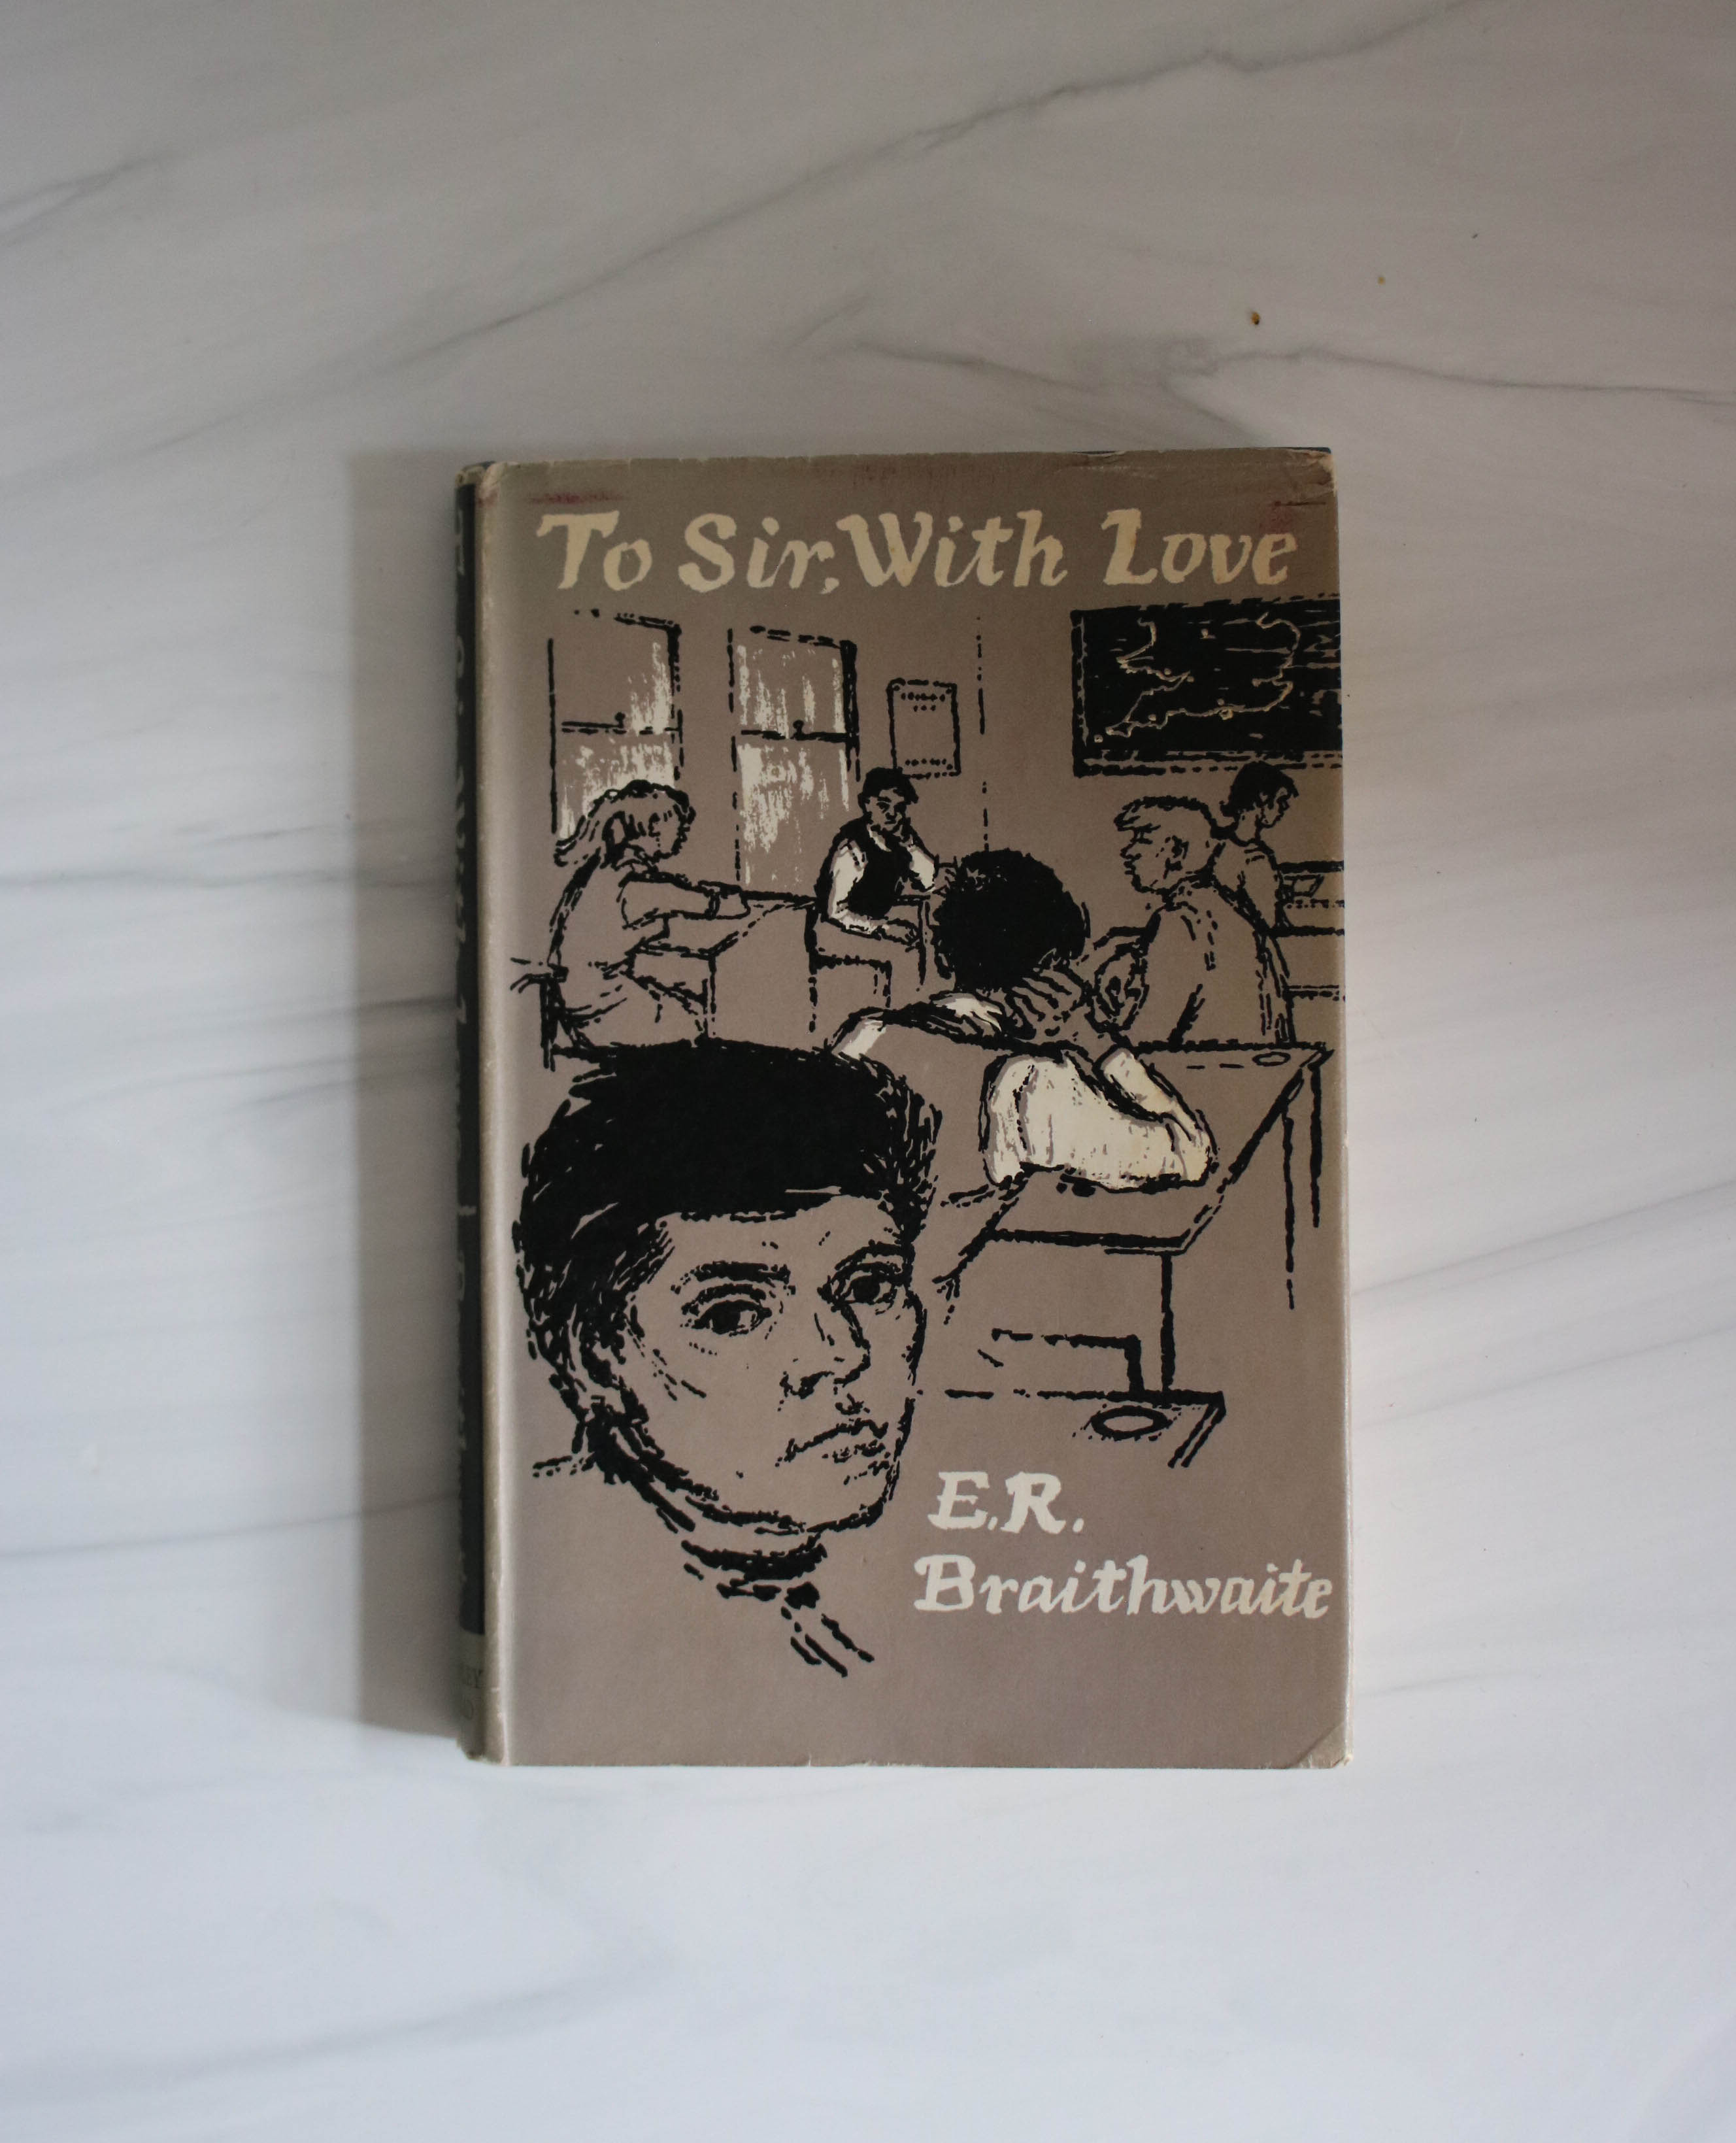 To Sir, With Love
E.R.
Braithwaite